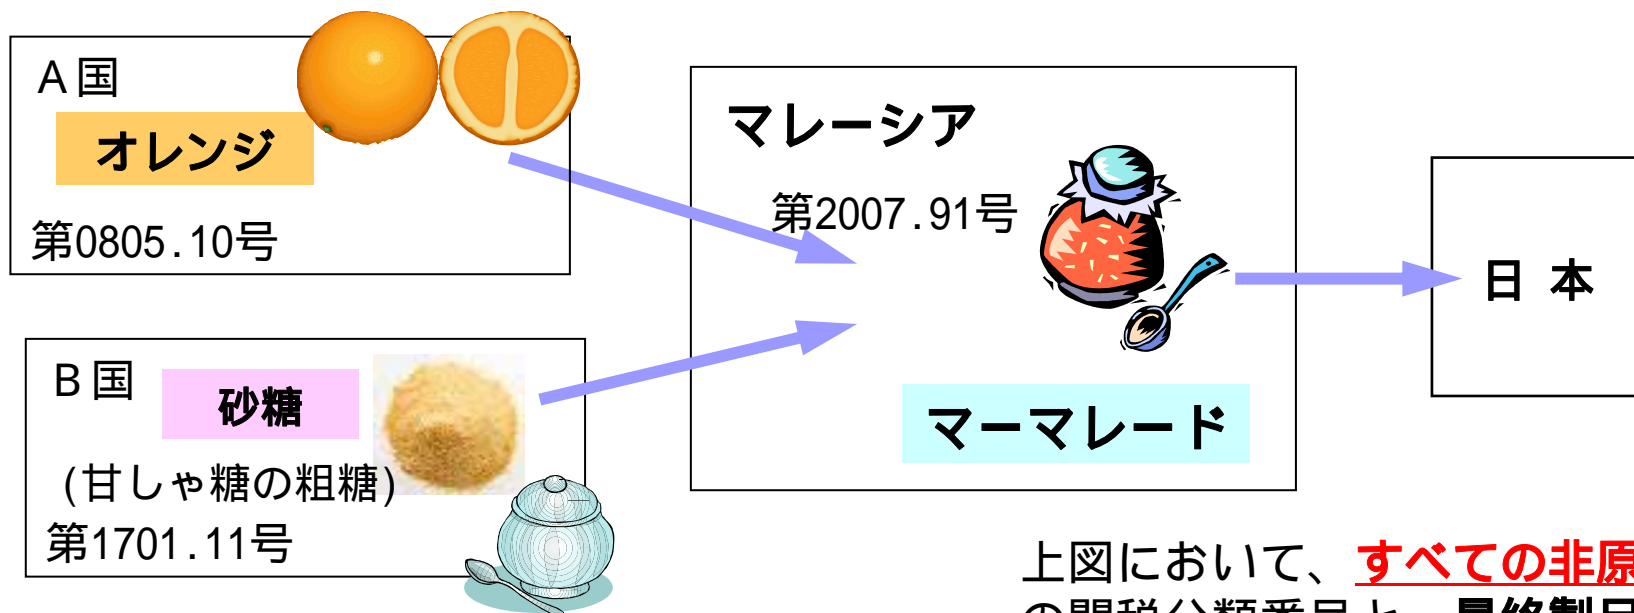 A国
オレンジ
第0805.10号
B国
砂糖
(甘しゃ糖の粗糖)
第1701.11号
マレーシア
第2007.91号
マーマレード
日 本
上図において、すべての非原